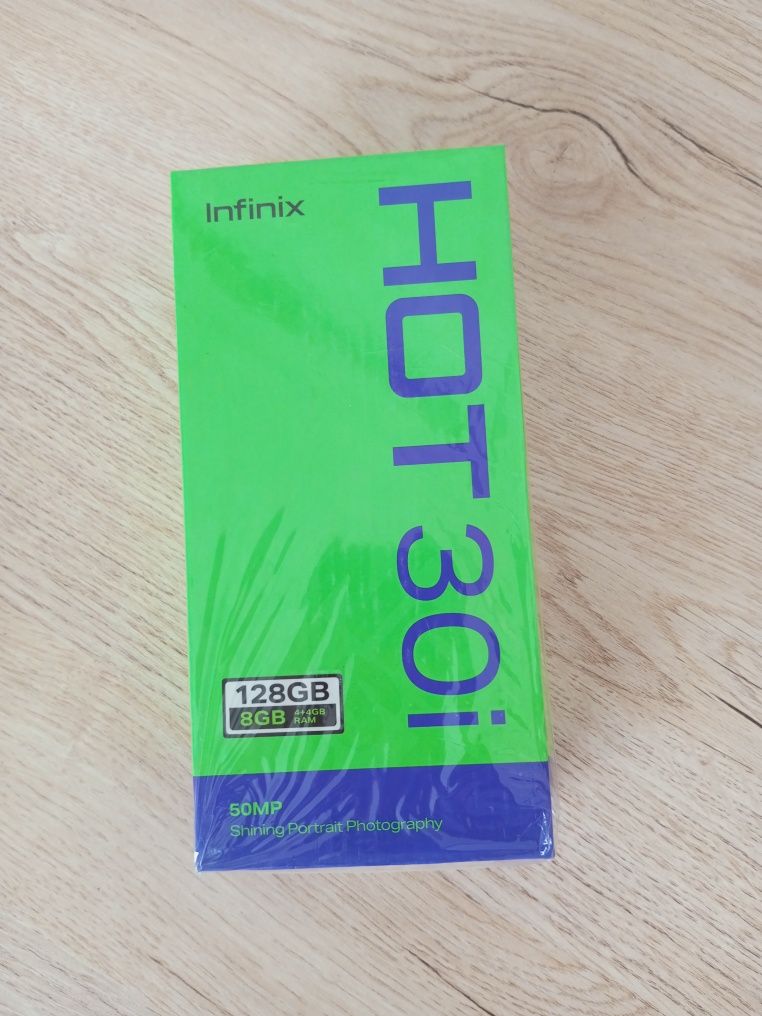 Infinix
HOT 30i
128GB
8GB 4+4GB RAM
50MP
Shining Portrait Photography